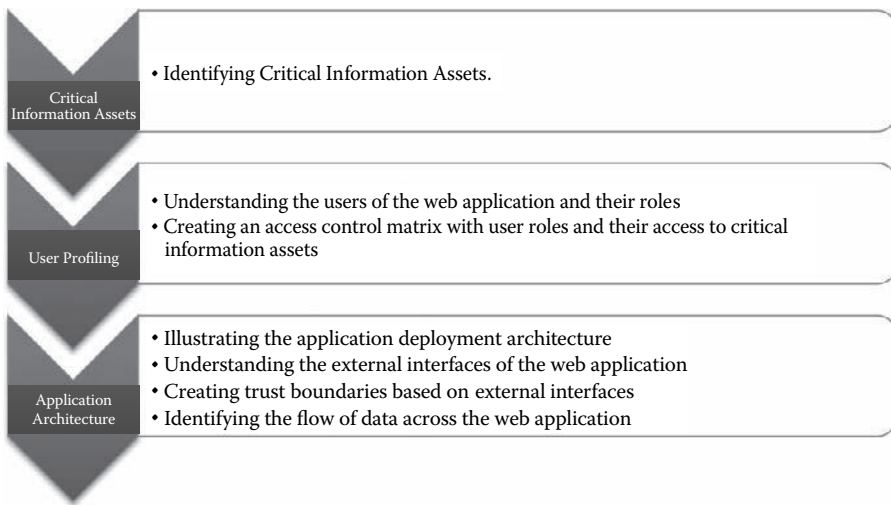 Critical
Information Assets
• Identifying Critical Information Assets.
User Profiling
• Understanding the users of the web application and their roles
• Creating an access control matrix with user roles and their access to critical
information assets
Application
Architecture
• Illustrating the application deployment architecture
• Understanding the external interfaces of the web application
• Creating trust boundaries based on external interfaces
• Identifying the flow of data across the web application